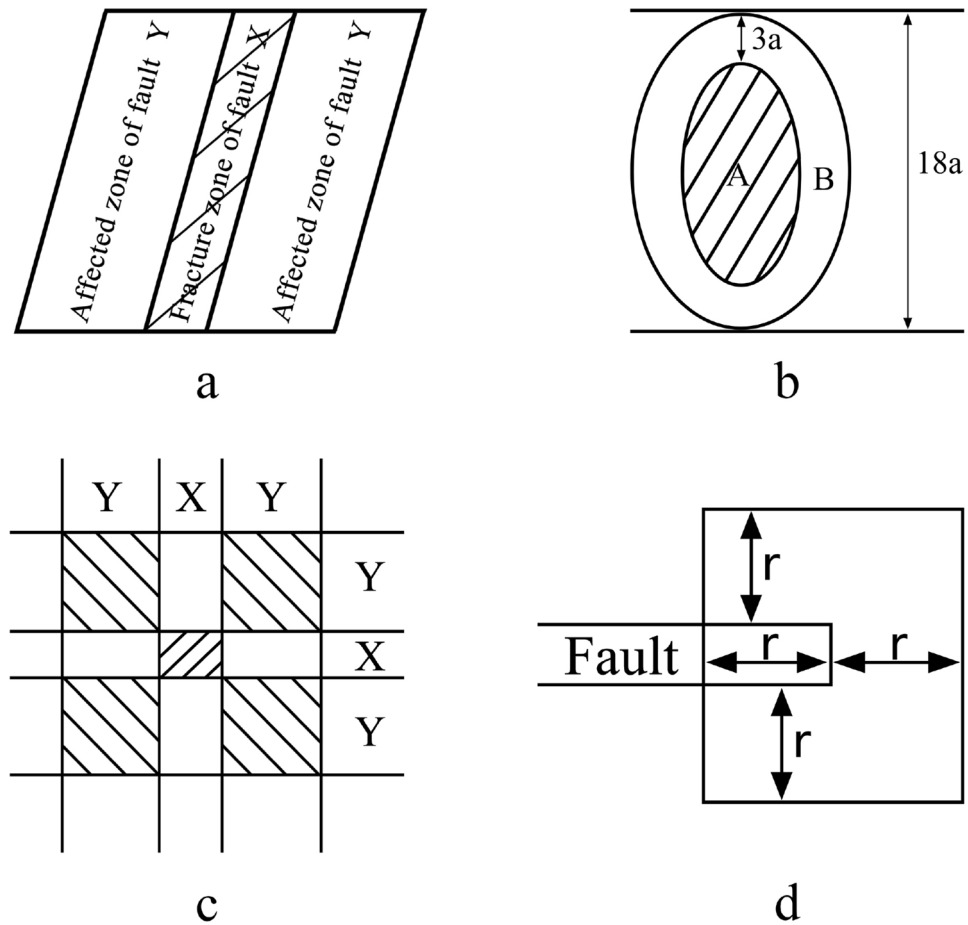 Affected zone of fault Y
Fracture zone of fault X
Affected zone of fault Y
a
3a
A
B
18a
b
Y X Y
Y
X
Y
c
r
Fault r r
r
d